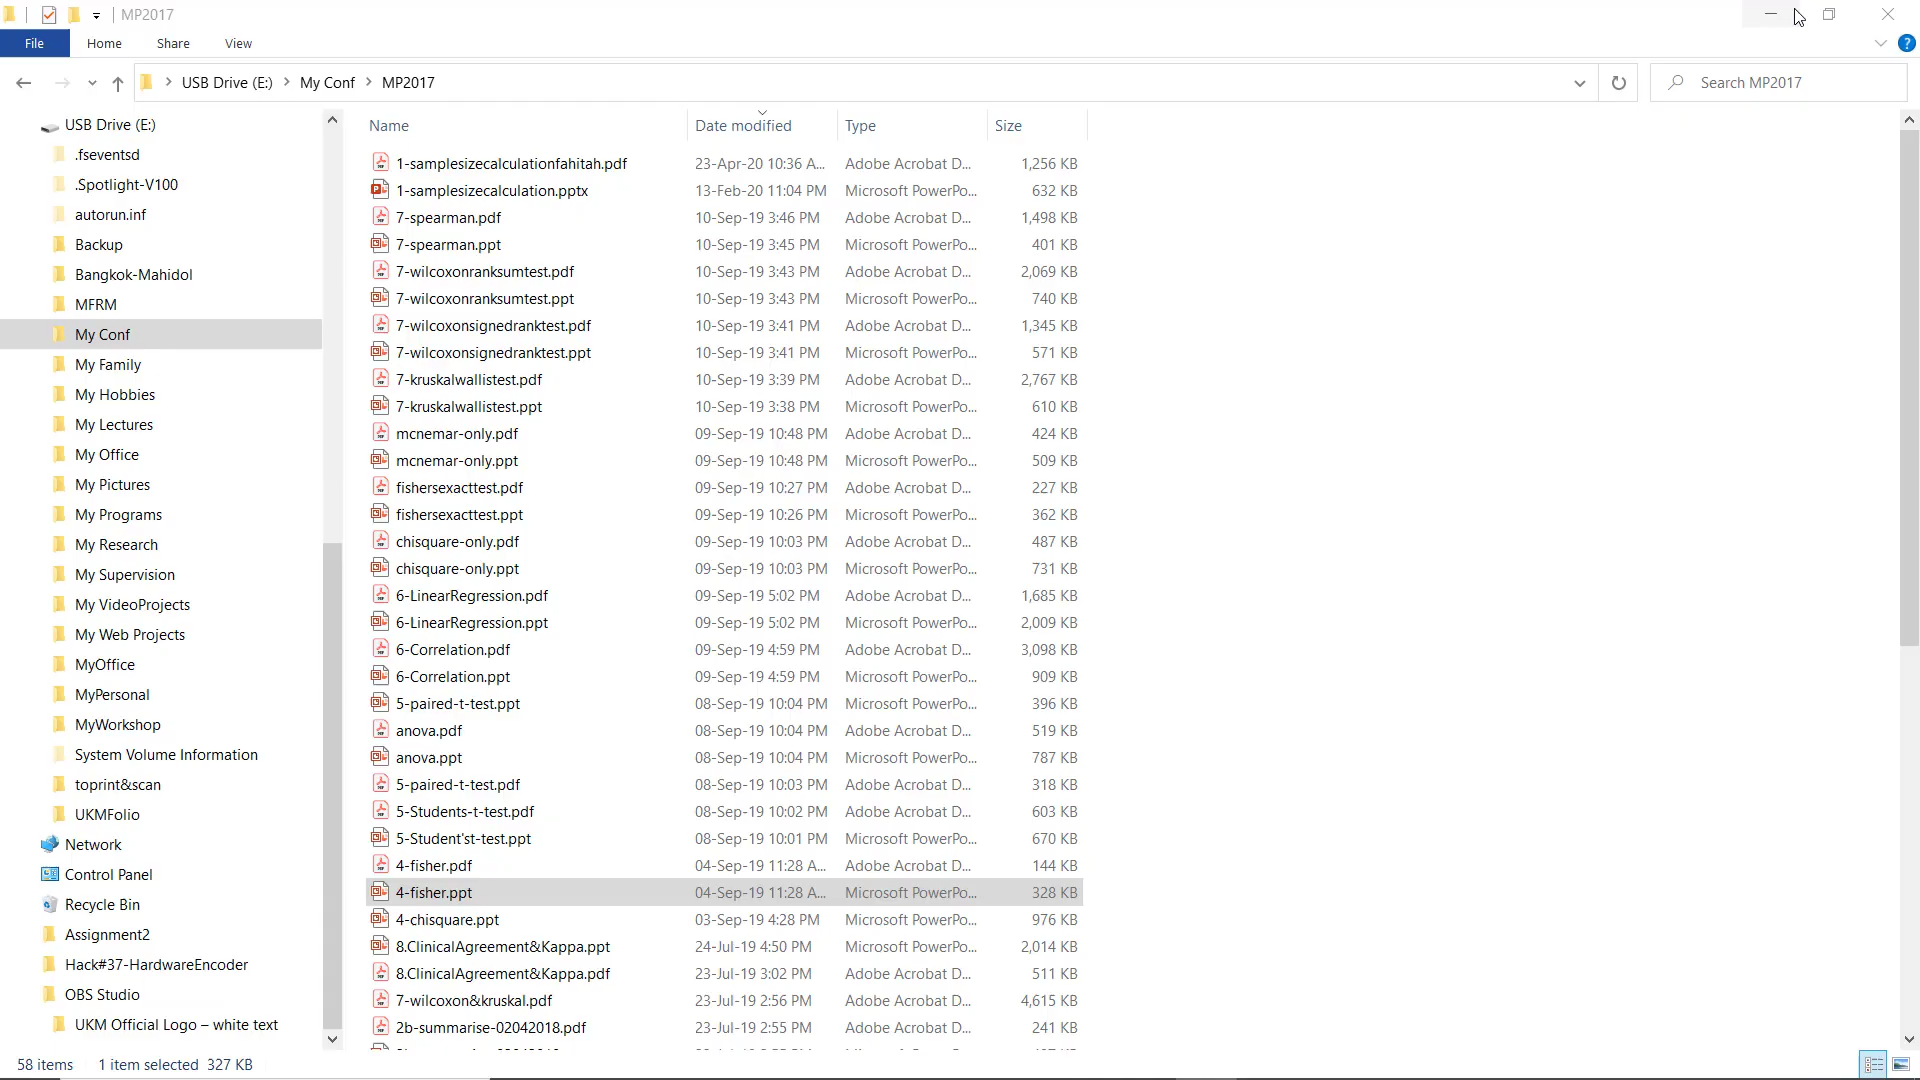 MP2017
File Home Share View
USB Drive (E:) My Conf MP2017
Search MP2017
USB Drive (E:)
.fseventsd
.Spotlight-V100
autorun.inf
Backup
Bangkok-Mahidol
MFRM
My Conf
My Family
My Hobbies
My Lectures
My Office
My Pictures
My Programs
My Research
My Supervision
My VideoProjects
My Web Projects
MyOffice
MyPersonal
MyWorkshop
System Volume Information
toprint&scan
UKMFolio
Network
Control Panel
Recycle Bin
Assignment2
Hack#37-HardwareEncoder
OBS Studio
UKM Official Logo – white text
Name Date modified Type Size
1-samplesizecalculationfahitah.pdf 23-Apr-20 10:36 A... Adobe Acrobat D... 1,256 KB
1-samplesizecalculation.pptx 13-Feb-20 11:04 PM Microsoft PowerPo... 632 KB
7-spearman.pdf 10-Sep-19 3:46 PM Adobe Acrobat D... 1,498 KB
7-spearman.ppt 10-Sep-19 3:45 PM Microsoft PowerPo... 401 KB
7-wilcoxonranksumtest.pdf 10-Sep-19 3:43 PM Adobe Acrobat D... 2,069 KB
7-wilcoxonranksumtest.ppt 10-Sep-19 3:43 PM Microsoft PowerPo... 740 KB
7-wilcoxonsignedranktest.pdf 10-Sep-19 3:41 PM Adobe Acrobat D... 1,345 KB
7-wilcoxonsignedranktest.ppt 10-Sep-19 3:41 PM Microsoft PowerPo... 571 KB
7-kruskalwallistest.pdf 10-Sep-19 3:39 PM Adobe Acrobat D... 2,767 KB
7-kruskalwallistest.ppt 10-Sep-19 3:38 PM Microsoft PowerPo... 610 KB
mcnemar-only.pdf 09-Sep-19 10:48 PM Adobe Acrobat D... 424 KB
mcnemar-only.ppt 09-Sep-19 10:48 PM Microsoft PowerPo... 509 KB
fishersexacttest.pdf 09-Sep-19 10:27 PM Adobe Acrobat D... 227 KB
fishersexacttest.ppt 09-Sep-19 10:26 PM Microsoft PowerPo... 362 KB
chisquare-only.pdf 09-Sep-19 10:03 PM Adobe Acrobat D... 487 KB
chisquare-only.ppt 09-Sep-19 10:03 PM Microsoft PowerPo... 731 KB
6-LinearRegression.pdf 09-Sep-19 5:02 PM Adobe Acrobat D... 1,685 KB
6-LinearRegression.ppt 09-Sep-19 5:02 PM Microsoft PowerPo... 2,009 KB
6-Correlation.pdf 09-Sep-19 4:59 PM Adobe Acrobat D... 3,098 KB
6-Correlation.ppt 09-Sep-19 4:59 PM Microsoft PowerPo... 909 KB
5-paired-t-test.ppt 08-Sep-19 10:04 PM Microsoft PowerPo... 396 KB
anova.pdf 08-Sep-19 10:04 PM Adobe Acrobat D... 519 KB
anova.ppt 08-Sep-19 10:04 PM Microsoft PowerPo... 787 KB
5-paired-t-test.pdf 08-Sep-19 10:03 PM Adobe Acrobat D... 318 KB
5-Students-t-test.pdf 08-Sep-19 10:02 PM Adobe Acrobat D... 603 KB
5-Student'st-test.ppt 08-Sep-19 10:01 PM Microsoft PowerPo... 670 KB
4-fisher.pdf 04-Sep-19 11:28 A... Adobe Acrobat D... 144 KB
4-fisher.ppt 04-Sep-19 11:28 A... Microsoft PowerPo... 328 KB
4-chisquare.ppt 03-Sep-19 4:28 PM Microsoft PowerPo... 976 KB
8.ClinicalAgreement&Kappa.ppt 24-Jul-19 4:50 PM Microsoft PowerPo... 2,014 KB
8.ClinicalAgreement&Kappa.pdf 23-Jul-19 3:02 PM Adobe Acrobat D... 511 KB
7-wilcoxon&kruskal.pdf 23-Jul-19 2:56 PM Adobe Acrobat D... 4,615 KB
2b-summarise-02042018.pdf 23-Jul-19 2:55 PM Adobe Acrobat D... 241 KB
58 items 1 item selected 327 KB